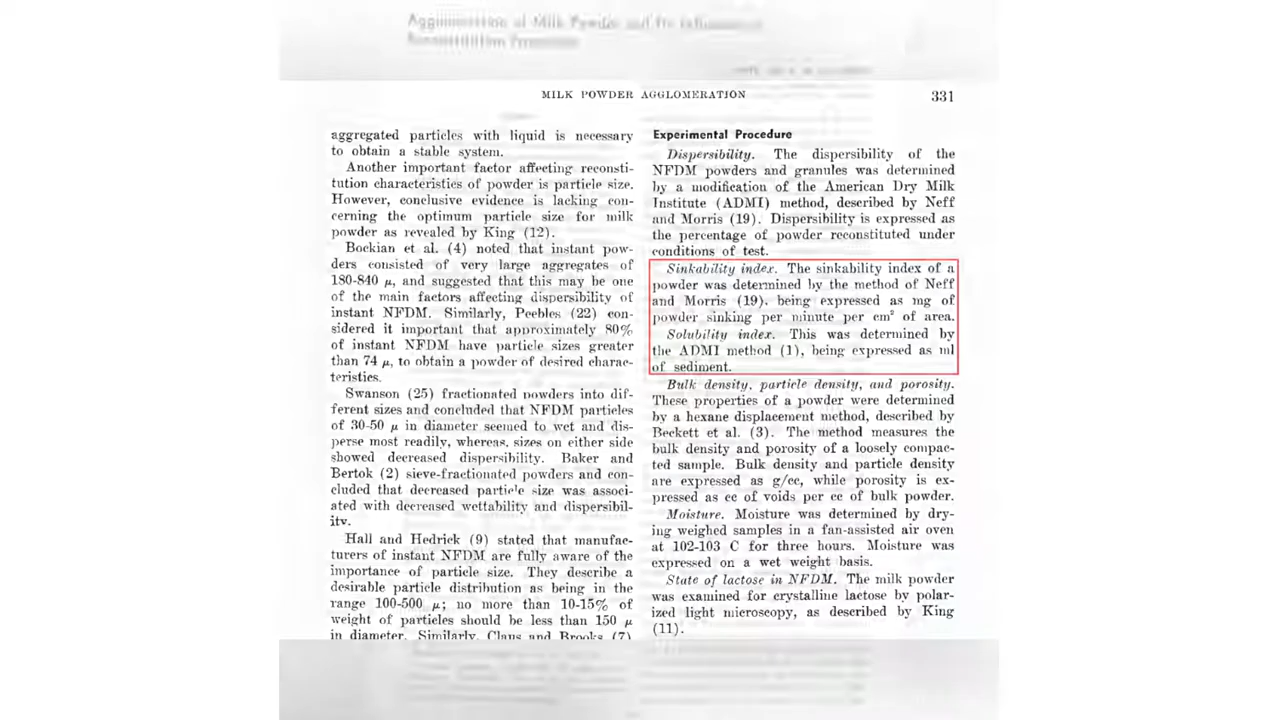 Agglomeration of Milk Powder and Its Influence
Reconstitution Properties
MILK POWDER AGGLOMERATION
331
aggregated particles with liquid is necessary
to obtain a stable system.
Another important factor affecting reconsti-
tution characteristics of powder is particle size.
However, conclusive evidence is lacking con-
cerning the optimum particle size for milk
powder as revealed by King (12).
Bockian et al. (4) noted that instant pow-
ders consisted of very large aggregates of
180-840 μ, and suggested that this may be one
of the main factors affecting dispersibility of
instant NFDM. Similarly, Peebles (22) con-
sidered it important that approximately 80%
of instant NFDM have particle sizes greater
than 74 μ, to obtain a powder of desired charac-
teristics.
Swanson (25) fractionated powders into dif-
ferent sizes and concluded that NFDM particles
of 30-50 μ in diameter seemed to wet and dis-
perse most readily, whereas, sizes on either side
showed decreased dispersibility. Baker and
Bertok (2) sieve-fractionated powders and con-
cluded that decreased particle size was associ-
ated with decreased wettability and dispersibil-
ity.
Hall and Hedrick (9) stated that manufac-
turers of instant NFDM are fully aware of the
importance of particle size. They describe a
desirable particle distribution as being in the
range 100-500 μ; no more than 10-15% of
weight of particles should be less than 150 μ
in diameter. Similarly, Claus and Brooks (7)
Experimental Procedure
Dispersibility. The dispersibility of the
NFDM powders and granules was determined
by a modification of the American Dry Milk
Institute (ADMI) method, described by Neff
and Morris (19). Dispersibility is expressed as
the percentage of powder reconstituted under
conditions of test.
Sinkability index. The sinkability index of a
powder was determined by the method of Neff
and Morris (19), being expressed as mg of
powder sinking per minute per cm² of area.
Solubility index. This was determined by
the ADMI method (1), being expressed as ml
of sediment.
Bulk density, particle density, and porosity.
These properties of a powder were determined
by a hexane displacement method, described by
Beckett et al. (3). The method measures the
bulk density and porosity of a loosely compac-
ted sample. Bulk density and particle density
are expressed as g/cc, while porosity is ex-
pressed as cc of voids per cc of bulk powder.
Moisture. Moisture was determined by dry-
ing weighed samples in a fan-assisted air oven
at 102-103 C for three hours. Moisture was
expressed on a wet weight basis.
State of lactose in NFDM. The milk powder
was examined for crystalline lactose by polar-
ized light microscopy, as described by King
(11).